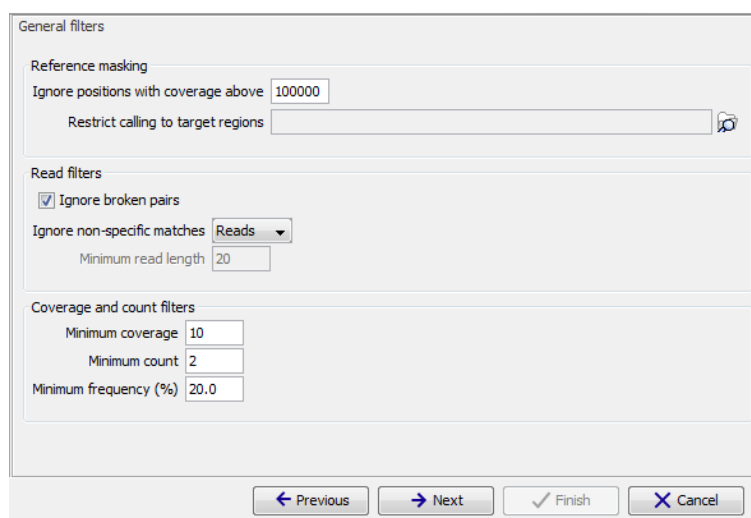 General filters
Reference masking
Ignore positions with coverage above 100000
Restrict calling to target regions
Read filters
Ignore broken pairs
Ignore non-specific matches Reads
Minimum read length 20
Coverage and count filters
Minimum coverage 10
Minimum count 2
Minimum frequency (%) 20.0
Previous Next Finish Cancel